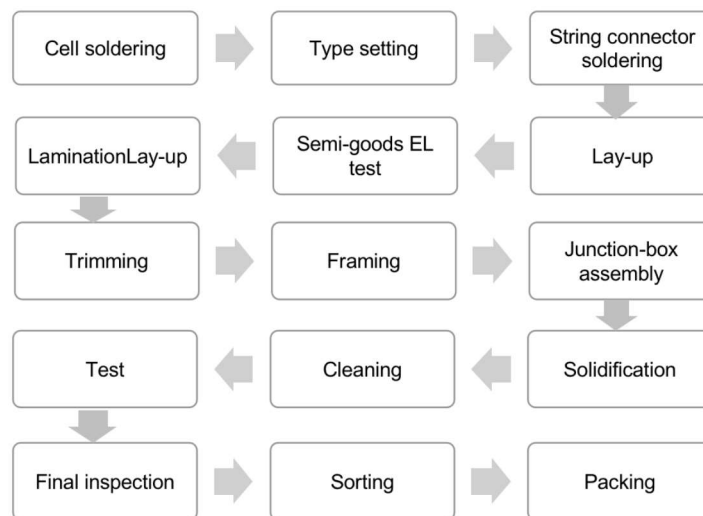 Cell soldering
Type setting
String connector
soldering
LaminationLay-up
Semi-goods EL
test
Lay-up
Trimming
Framing
Junction-box
assembly
Test
Cleaning
Solidification
Final inspection
Sorting
Packing